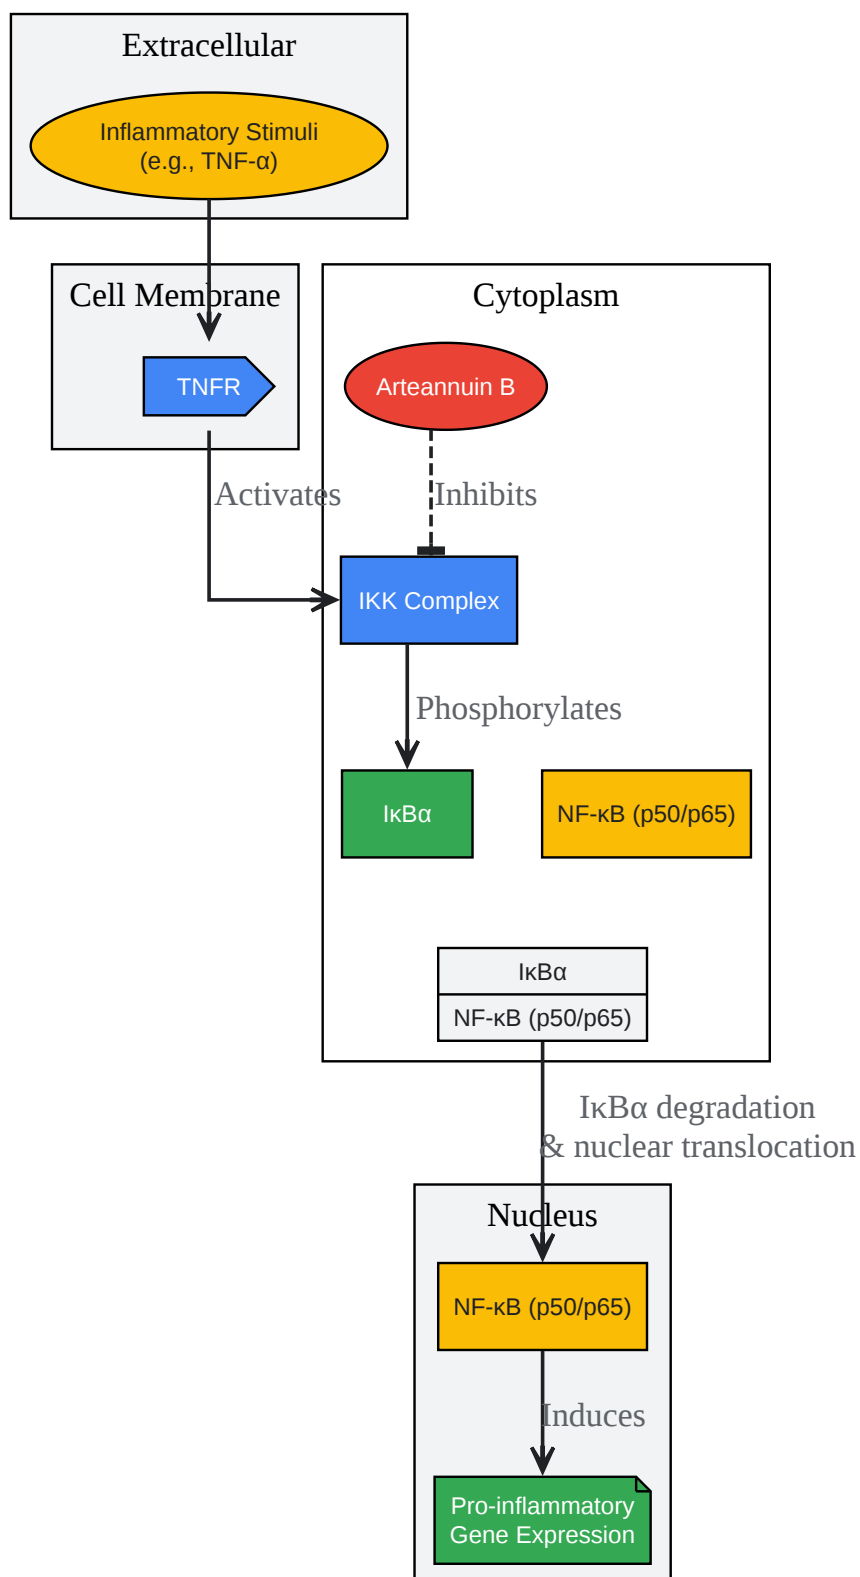 Extracellular
Inflammatory Stimuli
(e.g., TNF-α)
Cell Membrane
Cytoplasm
TNFR
Arteannuin B
Activates
Inhibits
IKK Complex
Phosphorylates
IκBα
NF-κB (p50/p65)
IκBα
NF-κB (p50/p65)
IκBα degradation
& nuclear translocation
Nucleus
NF-κB (p50/p65)
Induces
Pro-inflammatory
Gene Expression